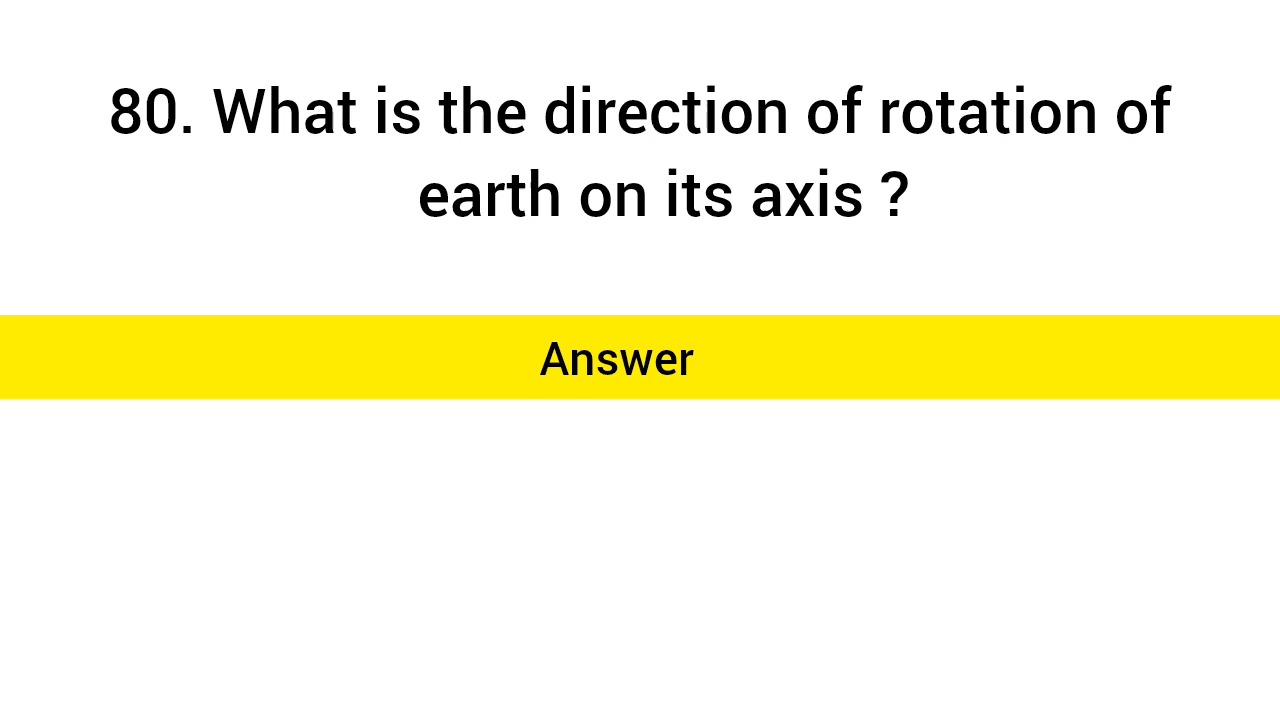 80. What is the direction of rotation of
earth on its axis ?
Answer